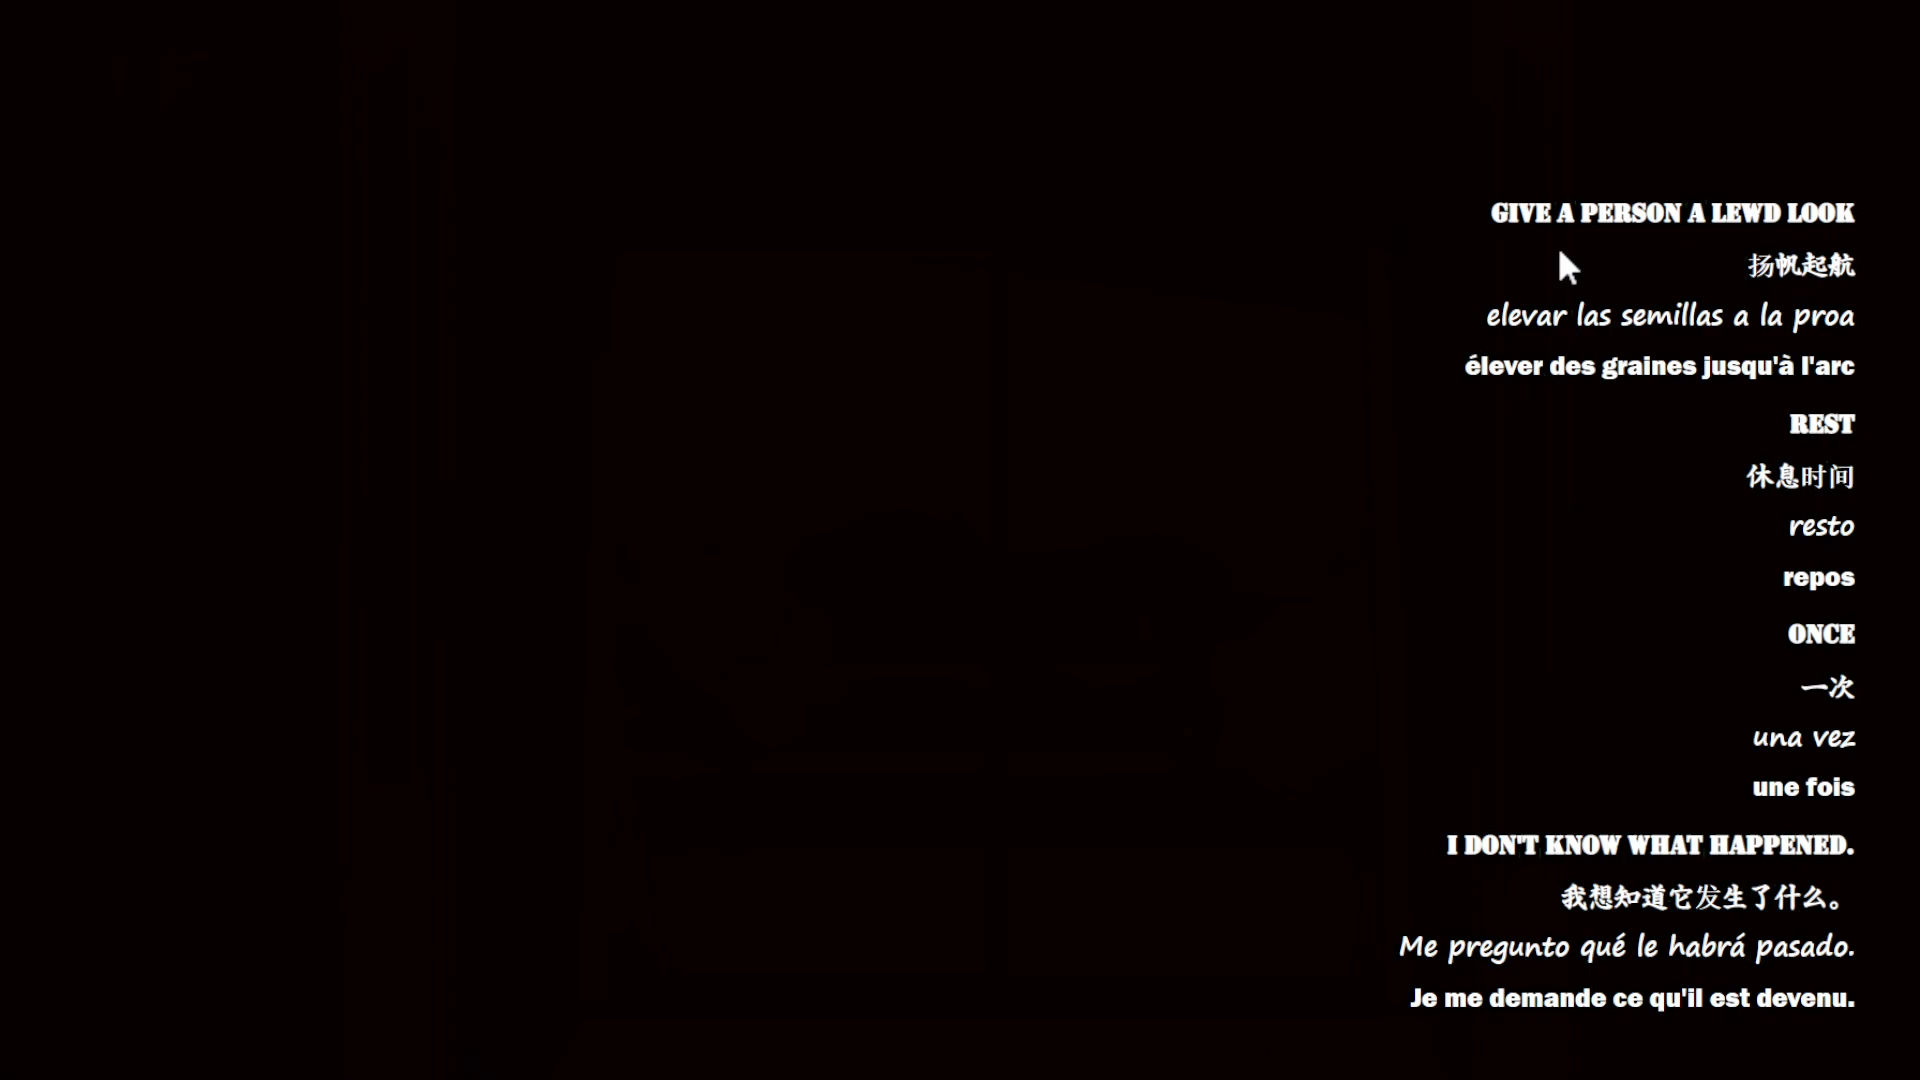 GIVE A PERSON A LEWD LOOK
扬帆起航
elevar las semillas a la proa
élever des graines jusqu'à l'arc
REST
休息时间
resto
repos
ONCE
一次
una vez
une fois
I DON'T KNOW WHAT HAPPENED.
我想知道它发生了什么。
Me pregunto qué le habrá pasado.
Je me demande ce qu'il est devenu.